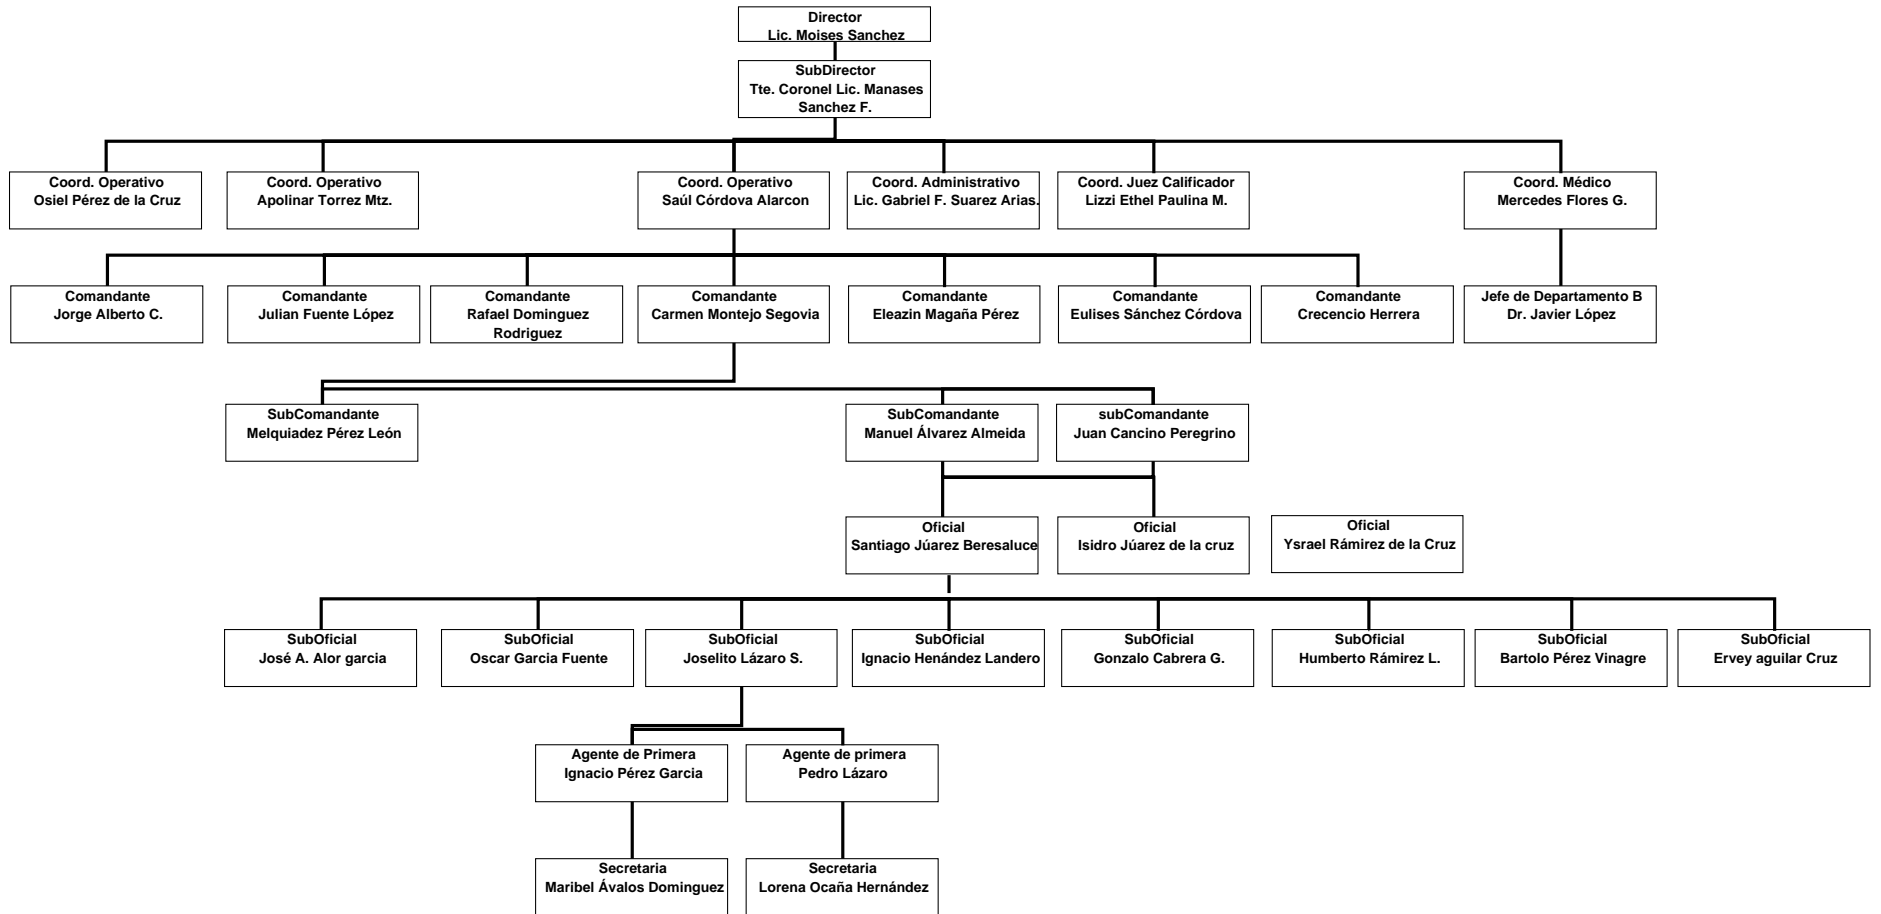 Director
Lic. Moises Sanchez
SubDirector
Tte. Coronel Lic. Manases
Sanchez F.
Coord. Operativo
Osiel Pérez de la Cruz
Coord. Operativo
Apolinar Torrez Mtz.
Coord. Operativo
Saúl Córdova Alarcon
Coord. Administrativo
Lic. Gabriel F. Suarez Arias.
Coord. Juez Calificador
Lizzi Ethel Paulina M.
Coord. Médico
Mercedes Flores G.
Comandante
Jorge Alberto C.
Comandante
Julian Fuente López
Comandante
Rafael Dominguez
Rodriguez
Comandante
Carmen Montejo Segovia
Comandante
Eleazin Magaña Pérez
Comandante
Eulises Sánchez Córdova
Comandante
Crecencio Herrera
Jefe de Departamento B
Dr. Javier López
SubComandante
Melquiadez Pérez León
SubComandante
Manuel Álvarez Almeida
subComandante
Juan Cancino Peregrino
Oficial
Santiago Júarez Beresaluce
Oficial
Isidro Júarez de la cruz
Oficial
Ysrael Rámirez de la Cruz
SubOficial
José A. Alor garcia
SubOficial
Oscar Garcia Fuente
SubOficial
Joselito Lázaro S.
SubOficial
Ignacio Henández Landero
SubOficial
Gonzalo Cabrera G.
SubOficial
Humberto Rámirez L.
SubOficial
Bartolo Pérez Vinagre
SubOficial
Ervey aguilar Cruz
Agente de Primera
Ignacio Pérez Garcia
Agente de primera
Pedro Lázaro
Secretaria
Maribel Ávalos Dominguez
Secretaria
Lorena Ocaña Hernández